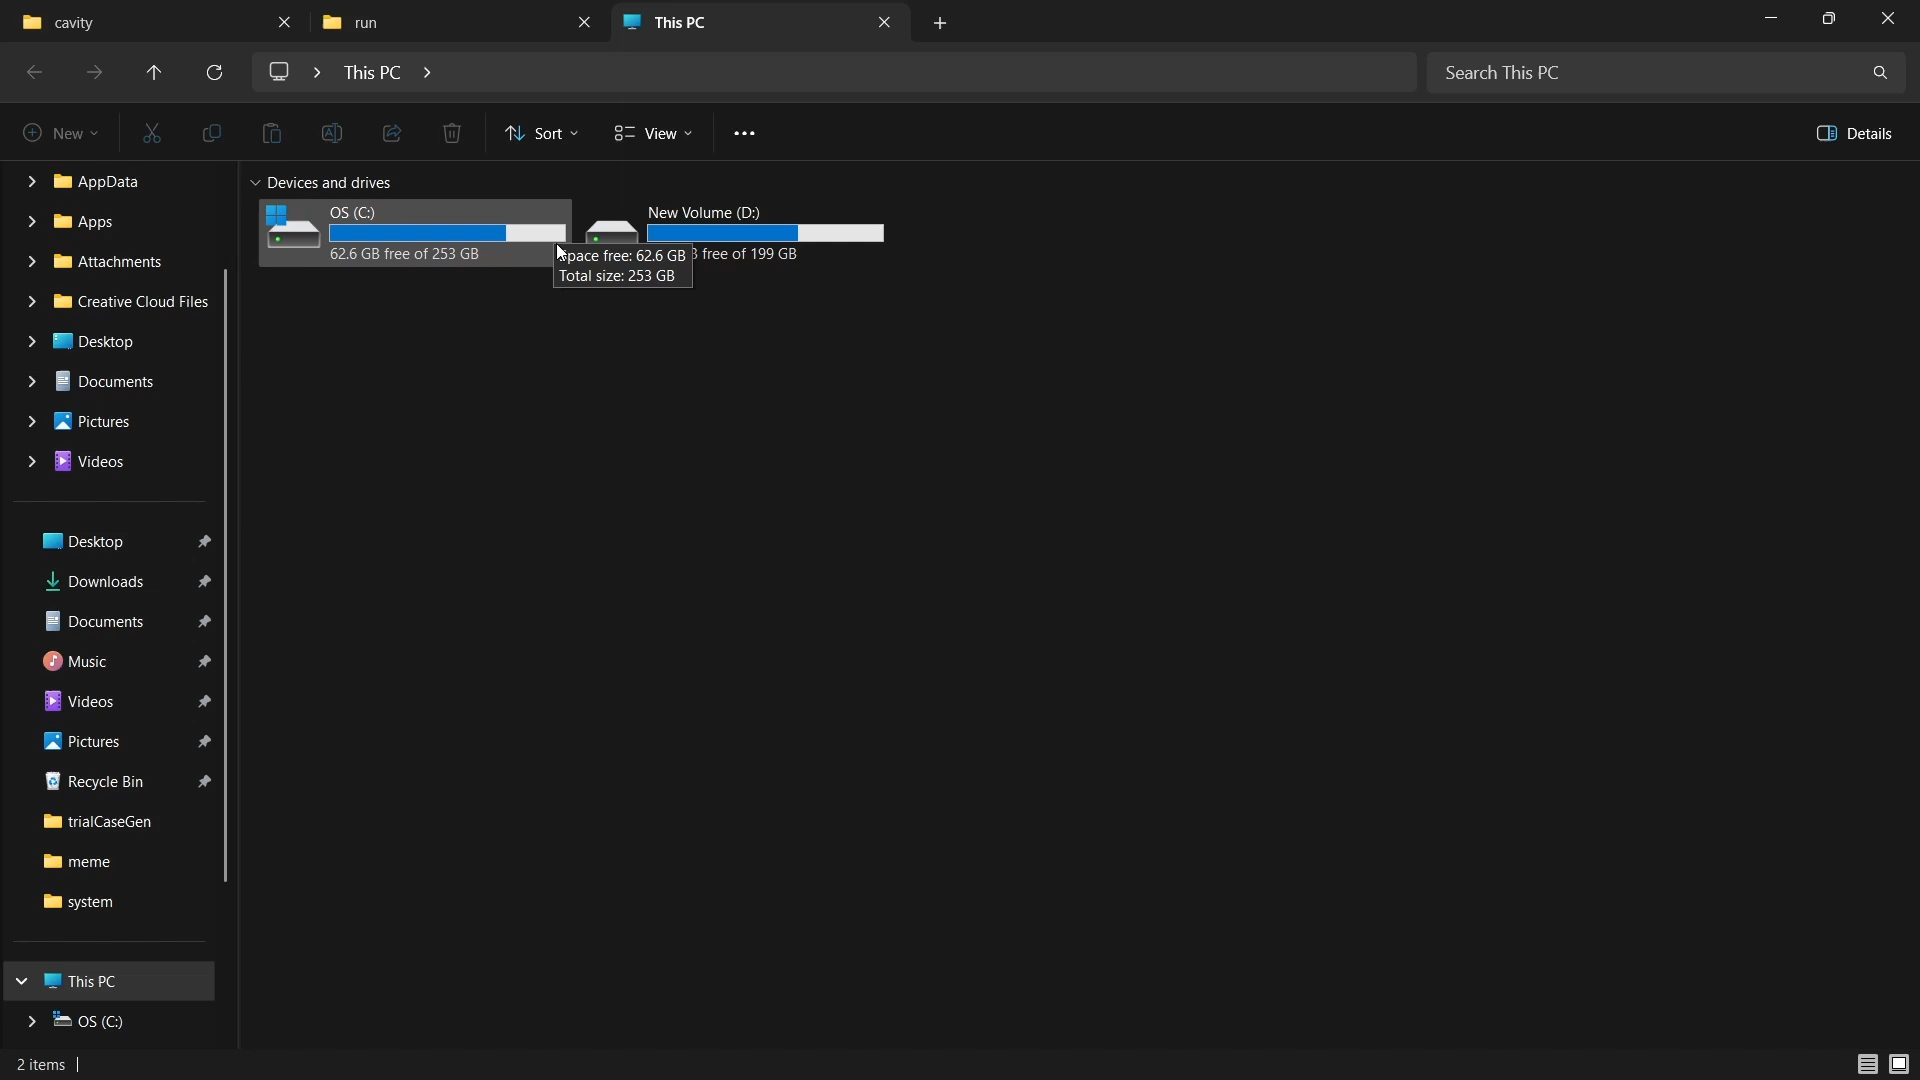 cavity
run
This PC
This PC
Search This PC
New
Sort
View
Details
AppData
Apps
Attachments
Creative Cloud Files
Desktop
Documents
Pictures
Videos
Desktop
Downloads
Documents
Music
Videos
Pictures
Recycle Bin
trialCaseGen
meme
system
This PC
OS (C:)
Devices and drives
OS (C:)
62.6 GB free of 253 GB
New Volume (D:)
free of 199 GB
Space free: 62.6 GB
Total size: 253 GB
2 items